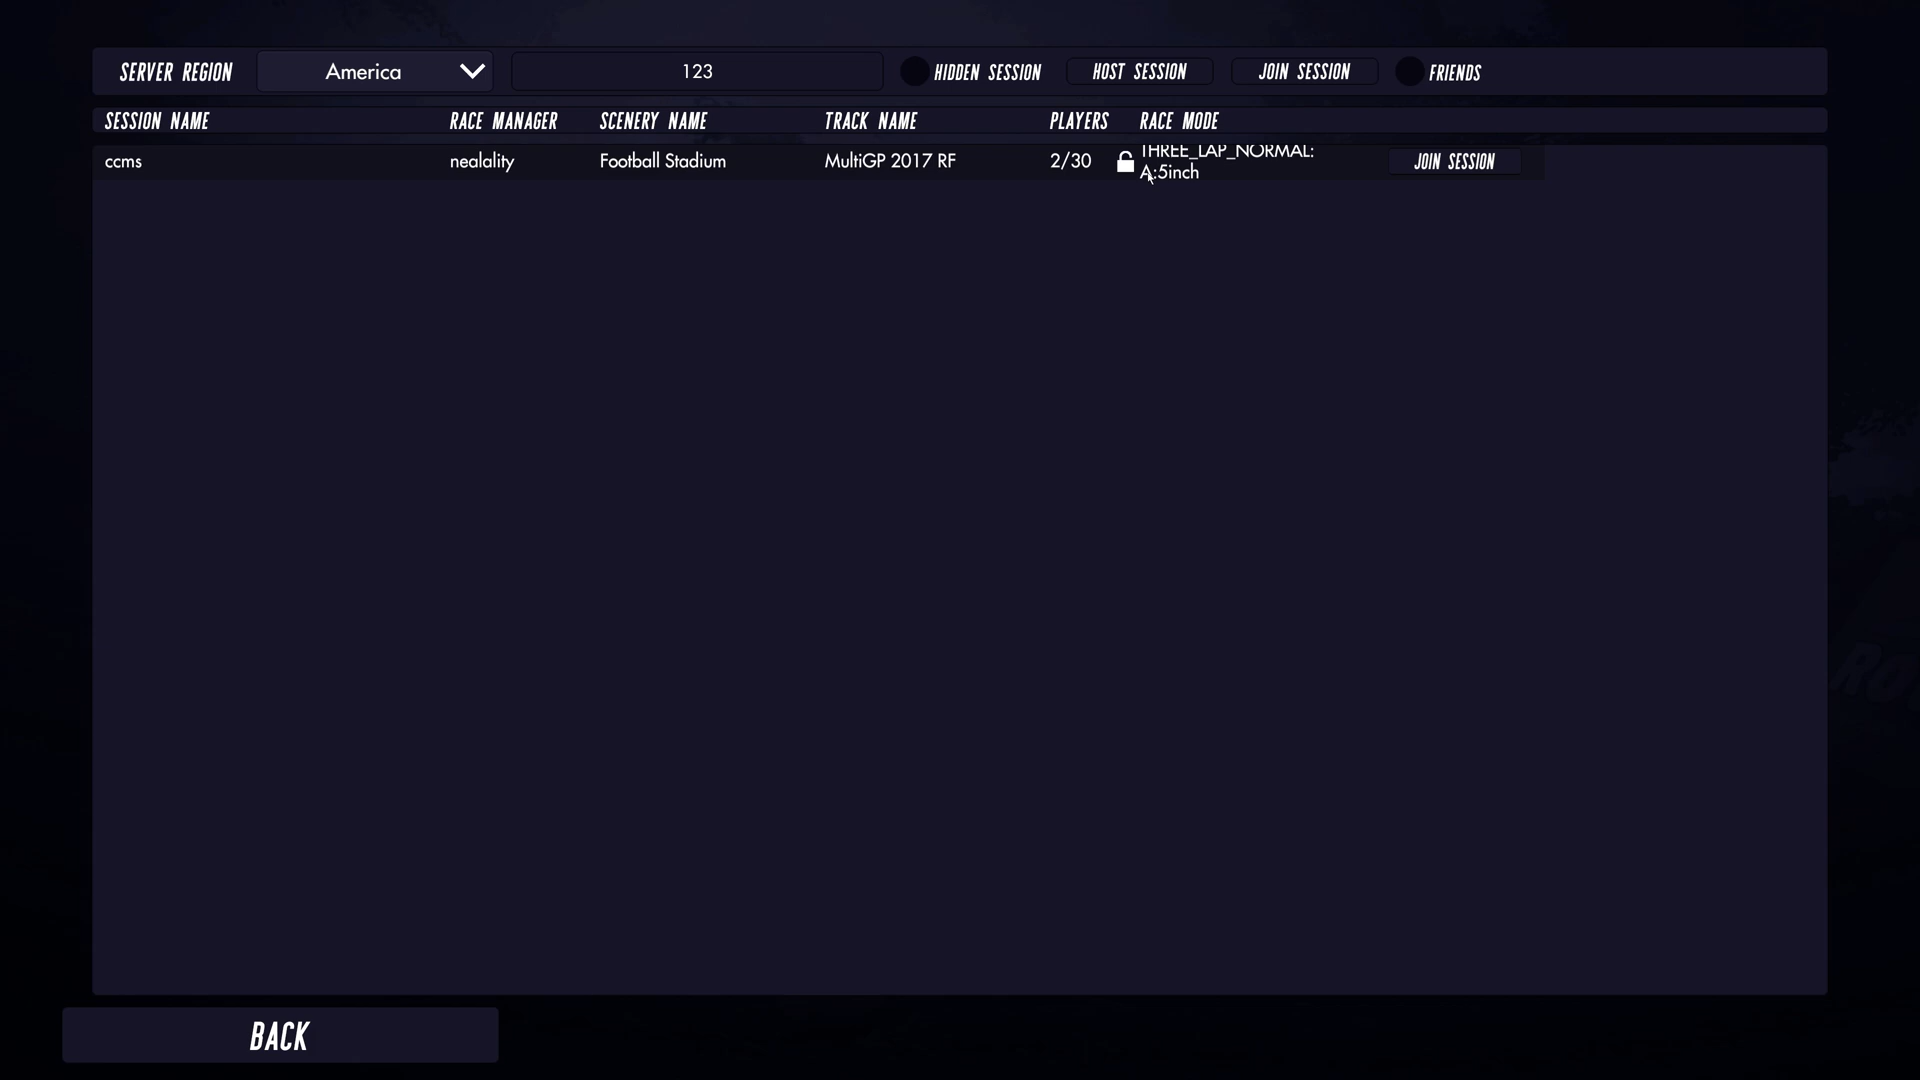 SERVER REGION America 123 HIDDEN SESSION HOST SESSION JOIN SESSION FRIENDS
SESSION NAME RACE MANAGER SCENERY NAME TRACK NAME PLAYERS RACE MODE
ccms nealality Football Stadium MultiGP 2017 RF 2/30 THREE_LAP_NORMAL: JOIN SESSION
A:5inch
BACK